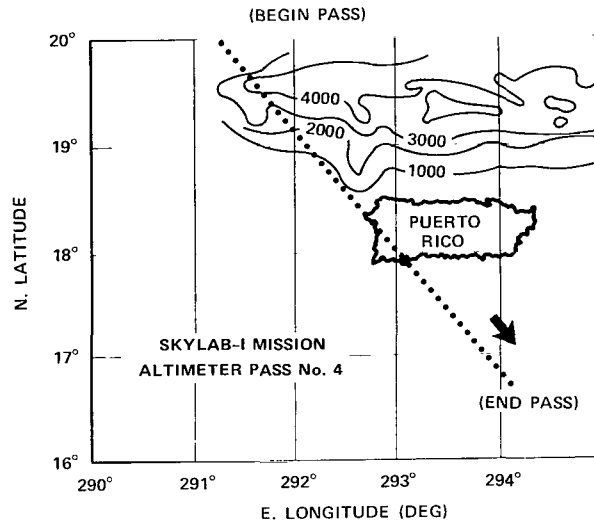 (BEGIN PASS)
20°
4000
19°
2000
3000
1000
N. LATITUDE
18°
PUERTO
RICO
SKYLAB-I MISSION
ALTIMETER PASS No. 4
17°
(END PASS)
16°
290°
291°
292°
293°
294°
E. LONGITUDE (DEG)